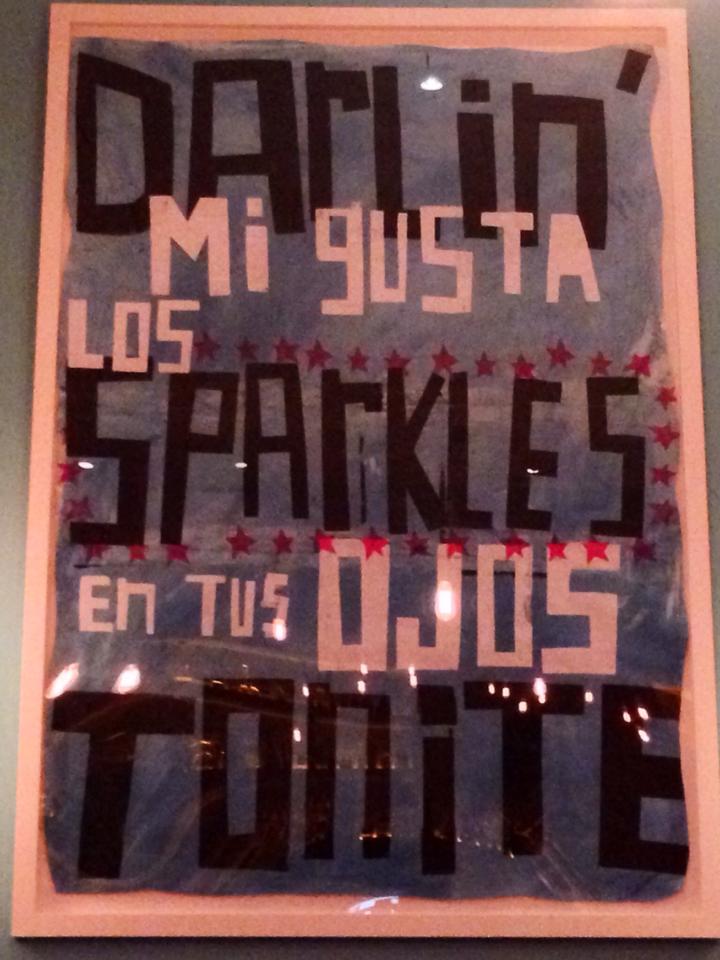 DArLin'
Mi gUSTA
LOS
SPArKLES
En TUS OJOS
TOniTE